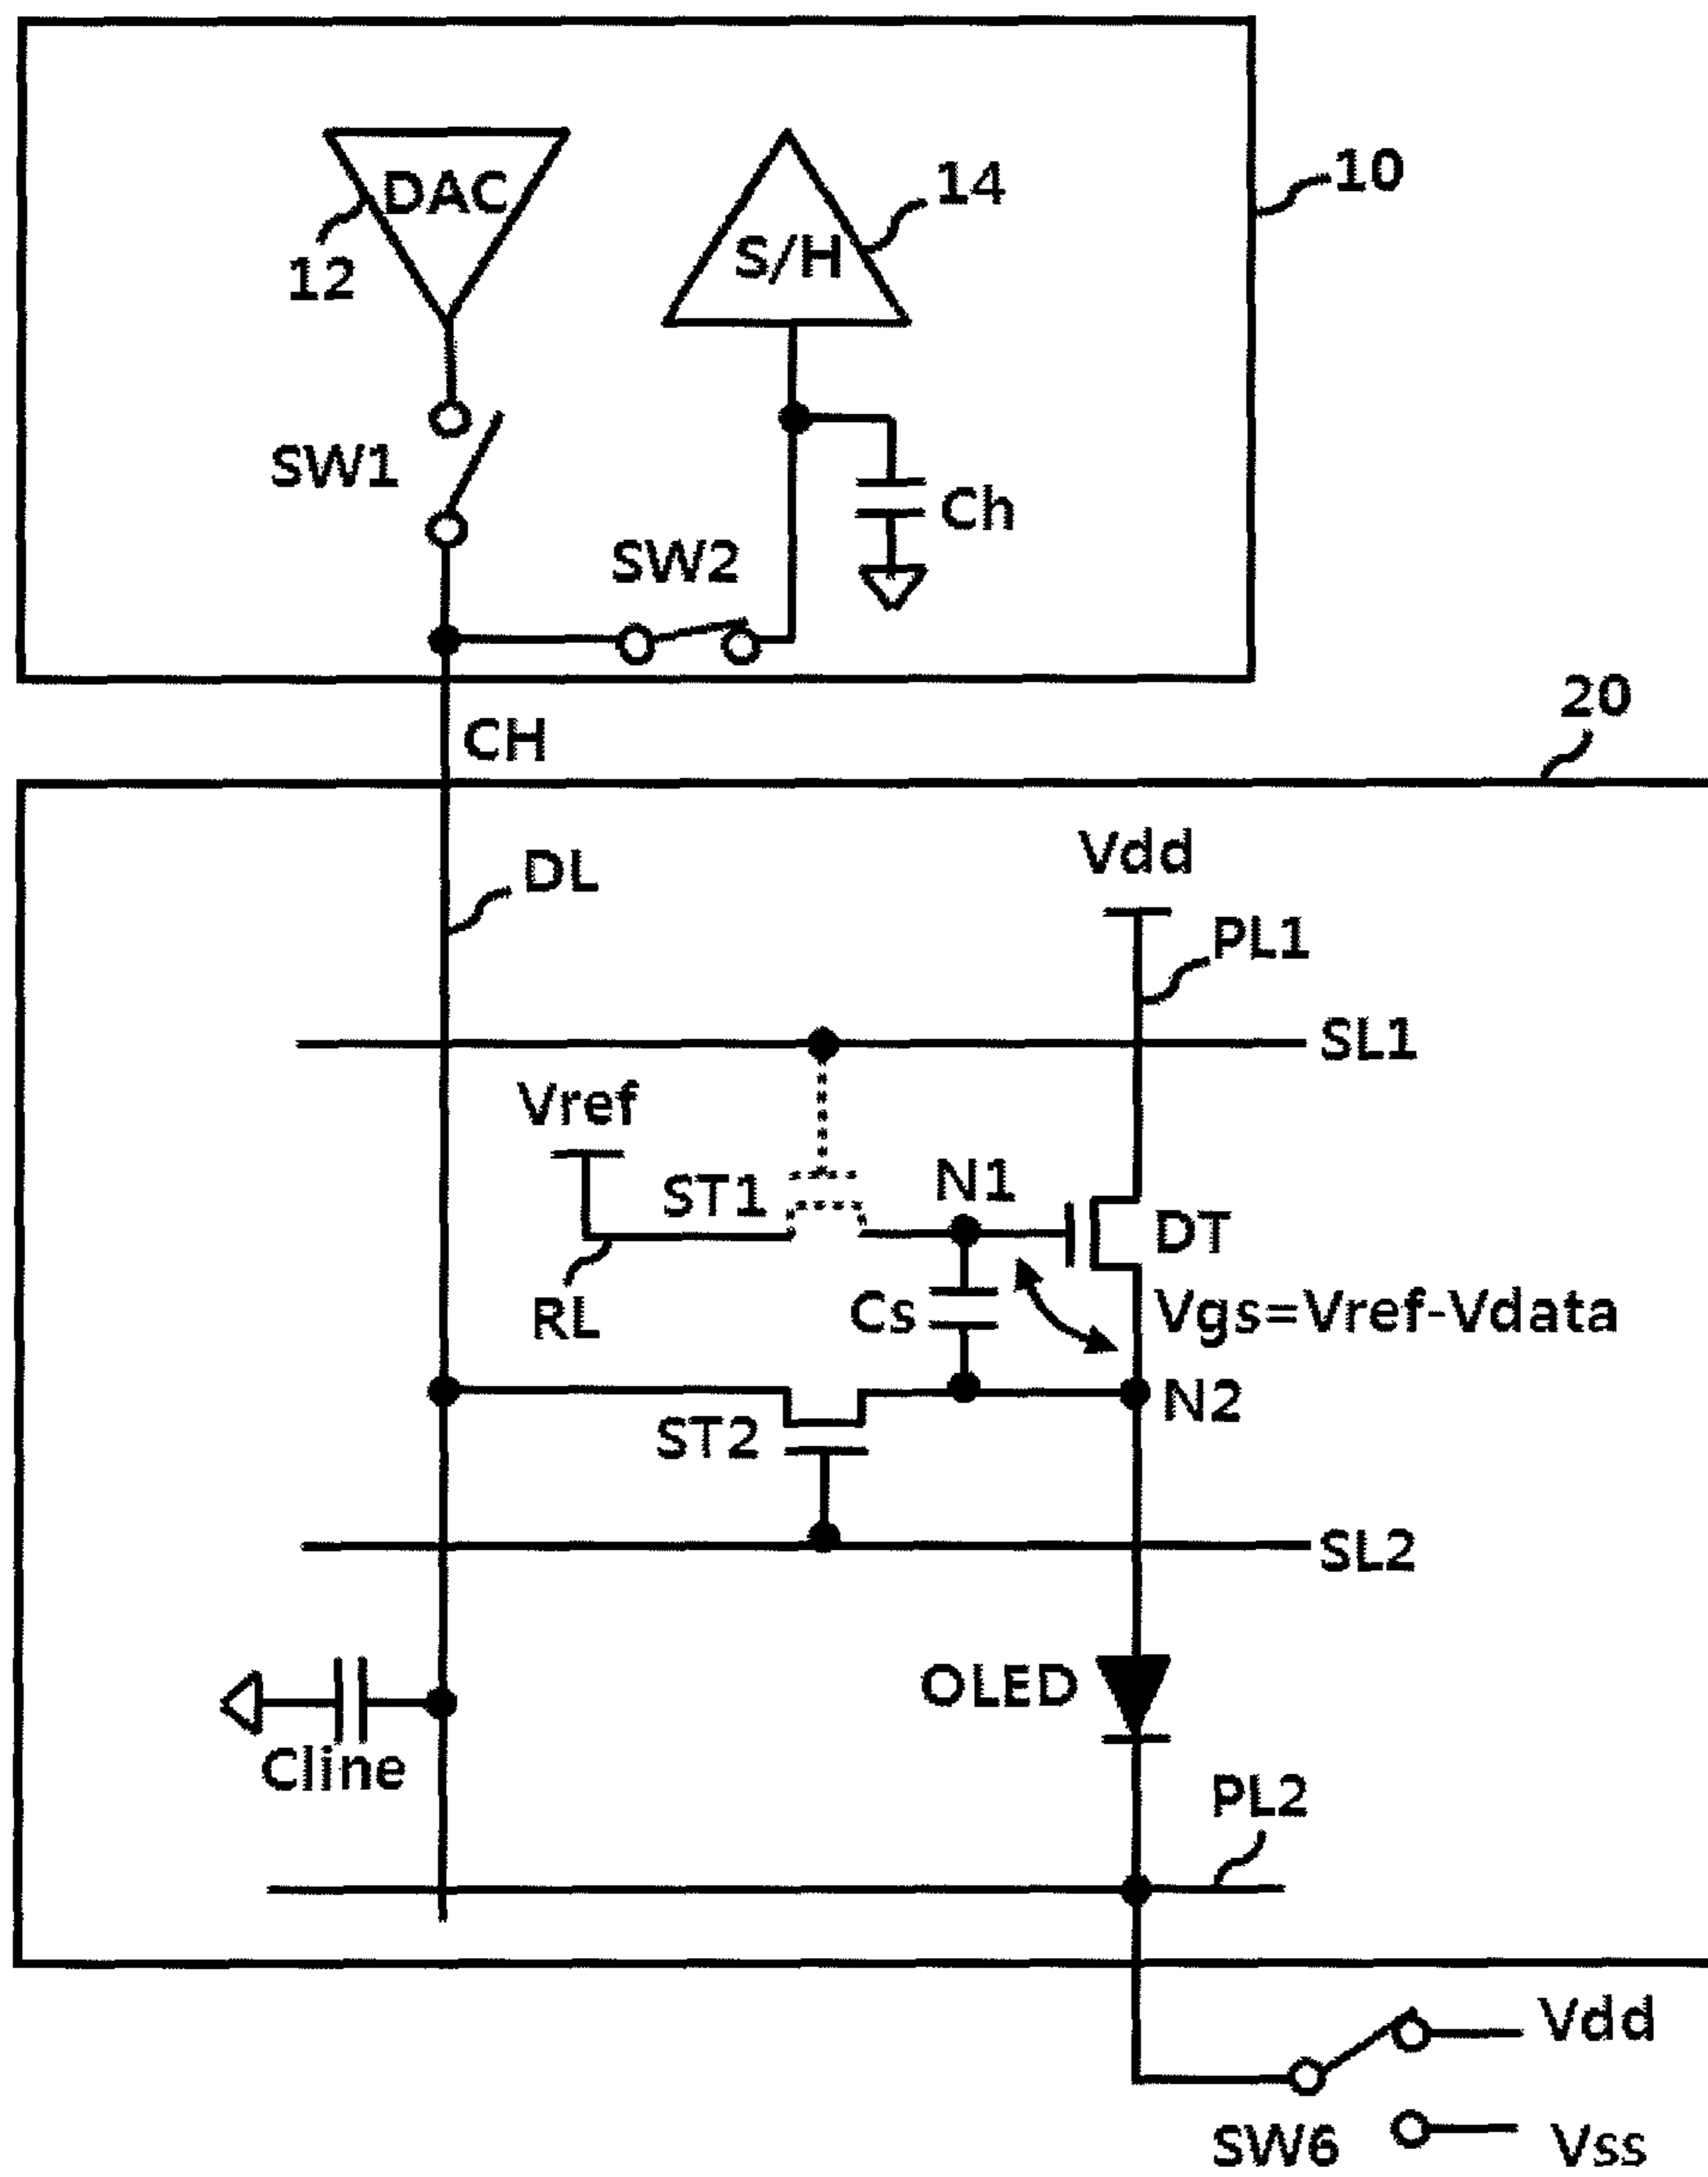 DAC
14
10
S/H
12
SW1
Ch
SW2
20
CH
Vdd
DL
PL1
SL1
Vref
ST1
N1
DT
RL
Cs
Vgs=Vref-Vdata
N2
ST2
SL2
OLED
Cline
PL2
Vdd
SW6
Vss